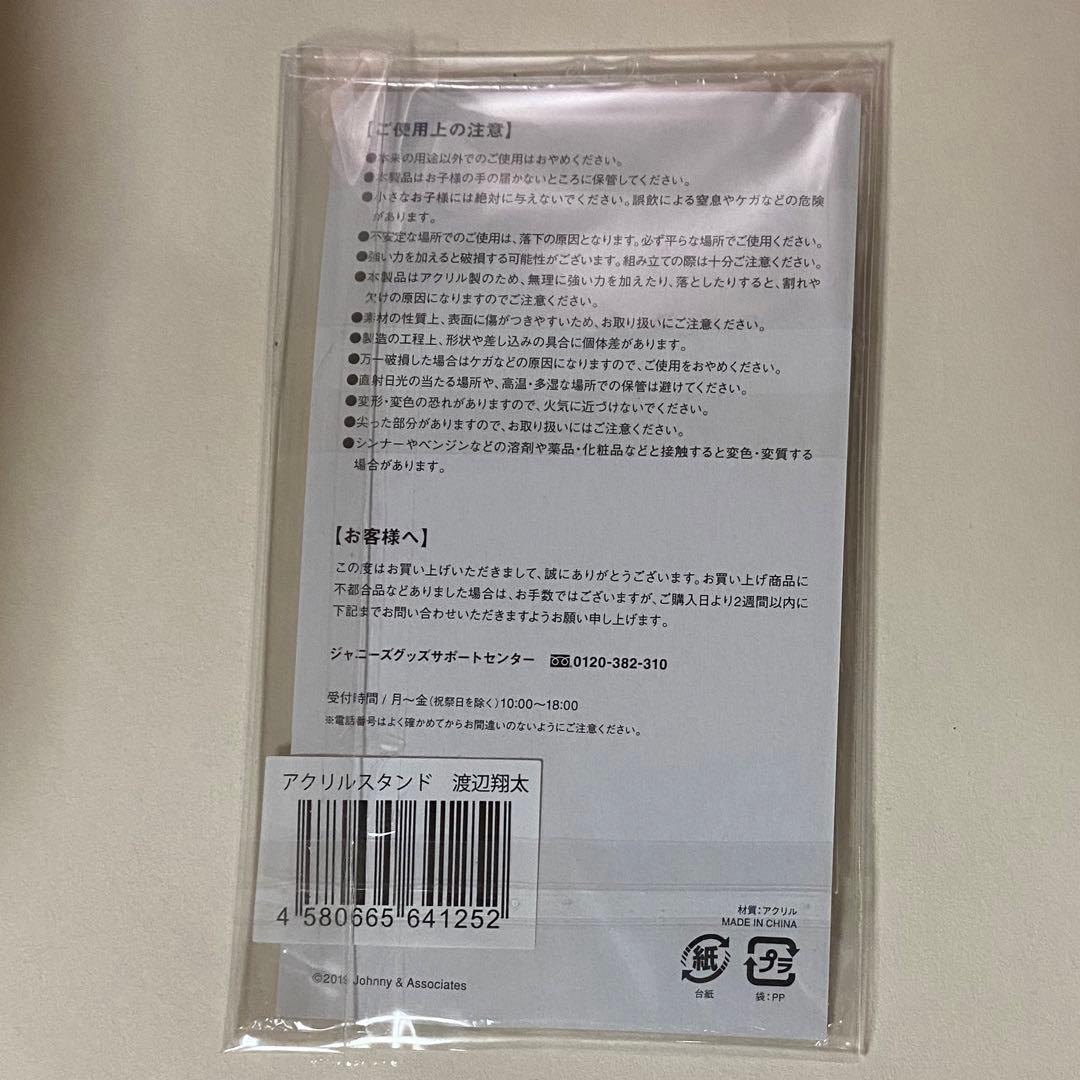 【ご使用上の注意】
●本来の用途以外でのご使用はおやめください。
●本製品はお子様の手の届かないところに保管してください。
●小さなお子様には絶対に与えないでください。誤飲による窒息やケガなどの危険
があります。
●不安定な場所でのご使用は、落下の原因となります。必ず平らな場所でご使用ください。
●強い力を加えると破損する可能性がございます。組み立ての際は十分ご注意ください。
●本製品はアクリル製のため、無理に強い力を加えたり、落としたりすると、割れや
欠けの原因になりますのでご注意ください。
●素材の性質上、表面に傷がつきやすいため、お取り扱いにご注意ください。
●製造の工程上、形状や差し込みの具合に個体差があります。
●万一破損した場合はケガなどの原因になりますので、ご使用をおやめください。
●直射日光の当たる場所や、高温・多湿な場所での保管は避けてください。
●変形・変色の恐れがありますので、火気に近づけないでください。
●尖った部分がありますので、お取り扱いにはご注意ください。
●シンナーやベンジンなどの溶剤や薬品・化粧品などと接触すると変色・変質する
場合があります。
【お客様へ】
この度はお買い上げいただきまして、誠にありがとうございます。お買い上げ商品に
不都合品などありました場合は、お手数ではございますが、ご購入日より2週間以内に
下記までお問い合わせいただきますようお願い申し上げます。
ジャニーズグッズサポートセンター 0120-382-310
受付時間 / 月～金(祝祭日を除く)10:00～18:00
※電話番号はよく確かめてからお間違いのないようにご注意ください。
アクリルスタンド 渡辺翔太
4 580665 641252
材質:アクリル
MADE IN CHINA
紙 プラ
台紙 袋:PP
©2019 Johnny & Associates